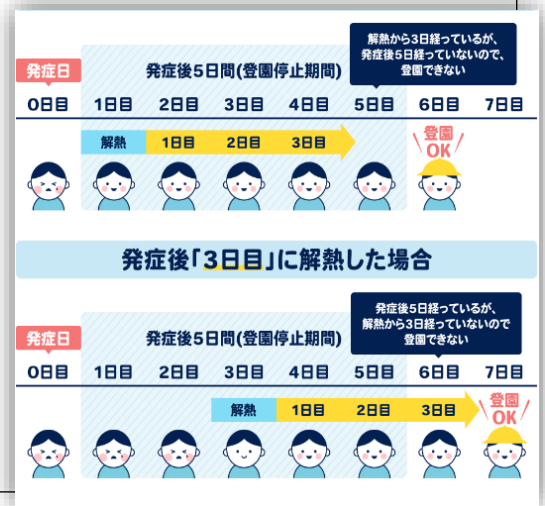 解熱から3日経っているが、
発症後5日経っていないので、
登園できない
発症日
発症後5日間(登園停止期間)
0日目 1日目 2日目 3日目 4日目 5日目 6日目 7日目
解熱 1日目 2日目 3日目
登園
OK
発症後「3日目」に解熱した場合
発症後5日経っているが、
解熱から3日経っていないので
登園できない
発症日
発症後5日間(登園停止期間)
0日目 1日目 2日目 3日目 4日目 5日目 6日目 7日目
解熱 1日目 2日目 3日目
登園
OK